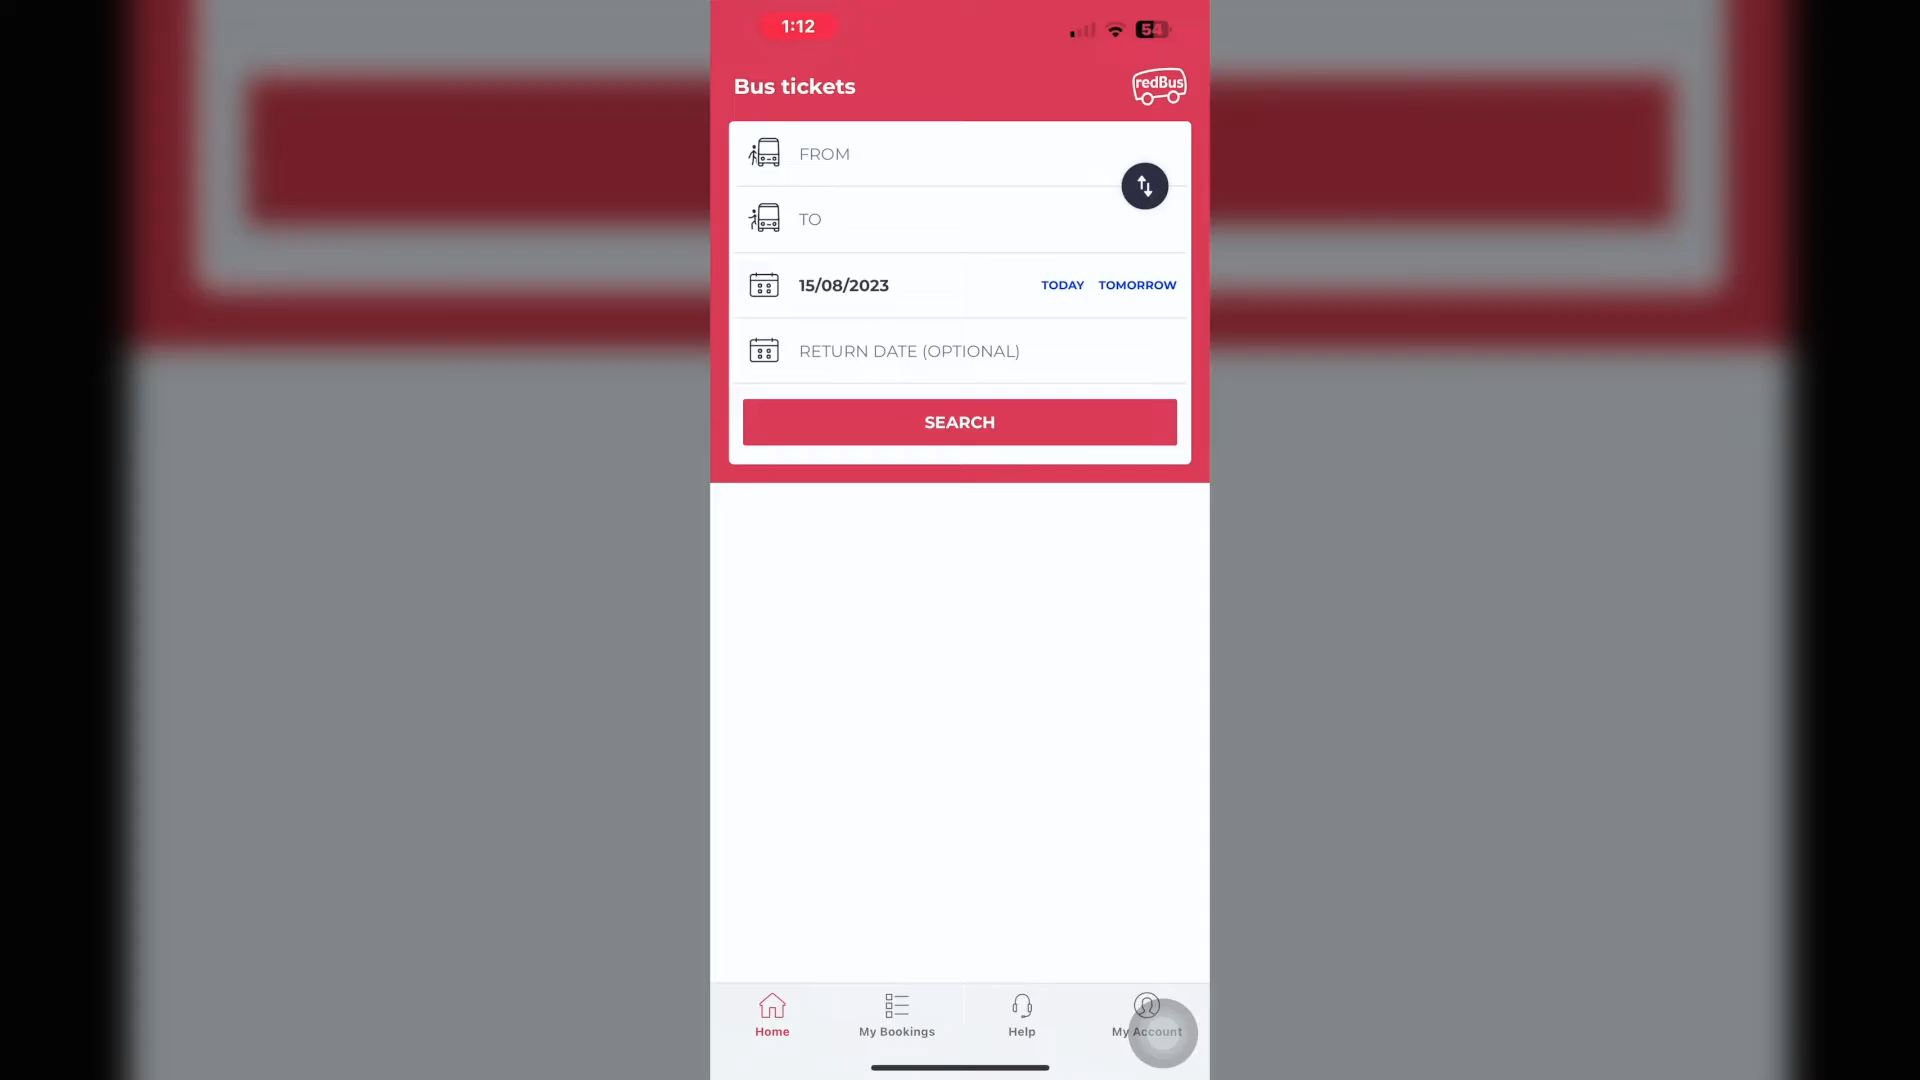 1:12
54
Bus tickets
redBus
FROM
TO
15/08/2023 TODAY TOMORROW
RETURN DATE (OPTIONAL)
SEARCH
Home My Bookings Help My Account